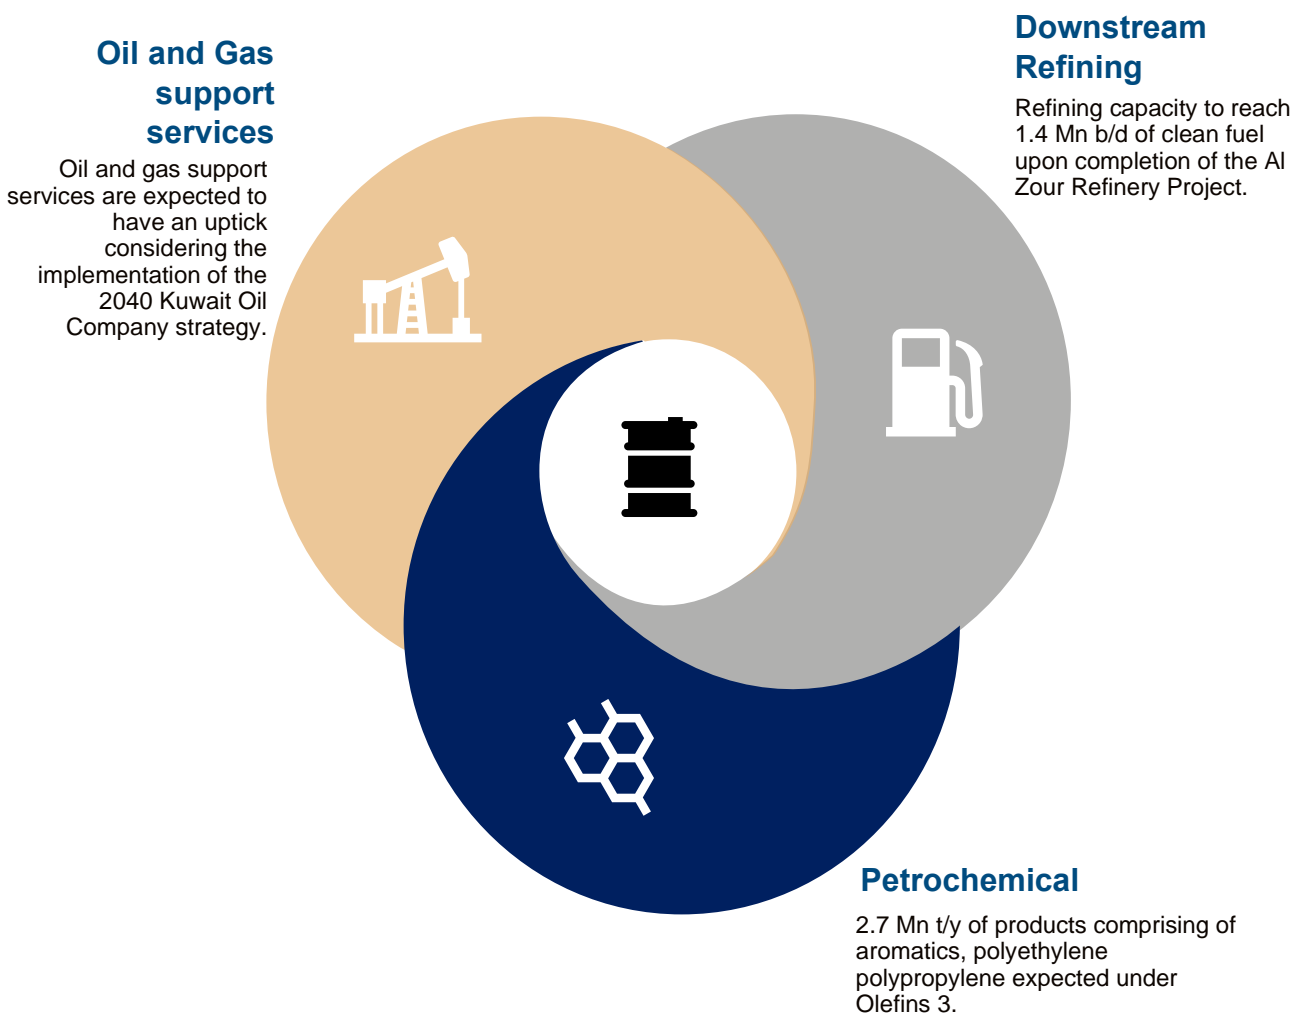 Oil and Gas
support
services
Oil and gas support
services are expected to
have an uptick
considering the
implementation of the
2040 Kuwait Oil
Company strategy.
Downstream
Refining
Refining capacity to reach
1.4 Mn b/d of clean fuel
upon completion of the Al
Zour Refinery Project.
Petrochemical
2.7 Mn t/y of products comprising of
aromatics, polyethylene
polypropylene expected under
Olefins 3.